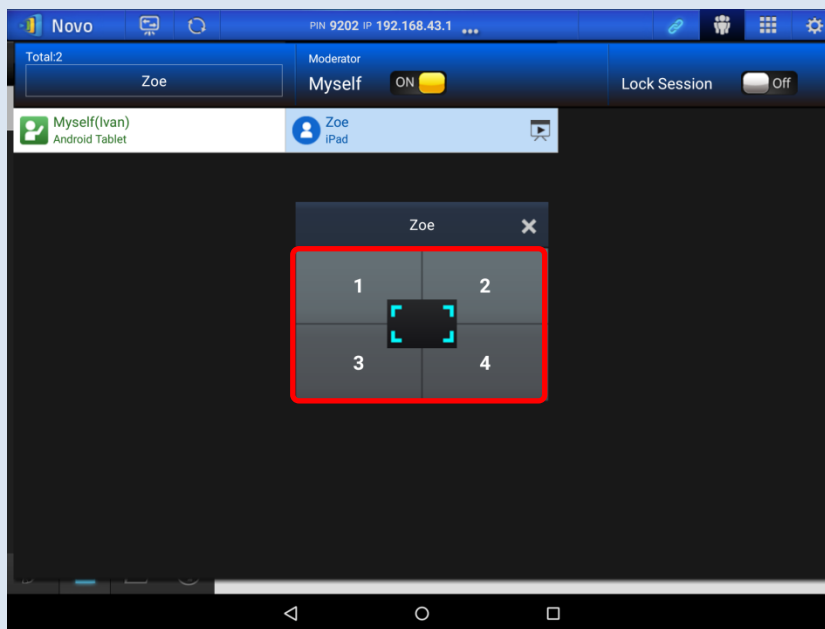 Novo
PIN 9202 IP 192.168.43.1 ...
Total:2
Zoe
Moderator
Myself ON
Lock Session Off
Myself(Ivan)
Android Tablet
Zoe
iPad
Zoe
1 2
3 4